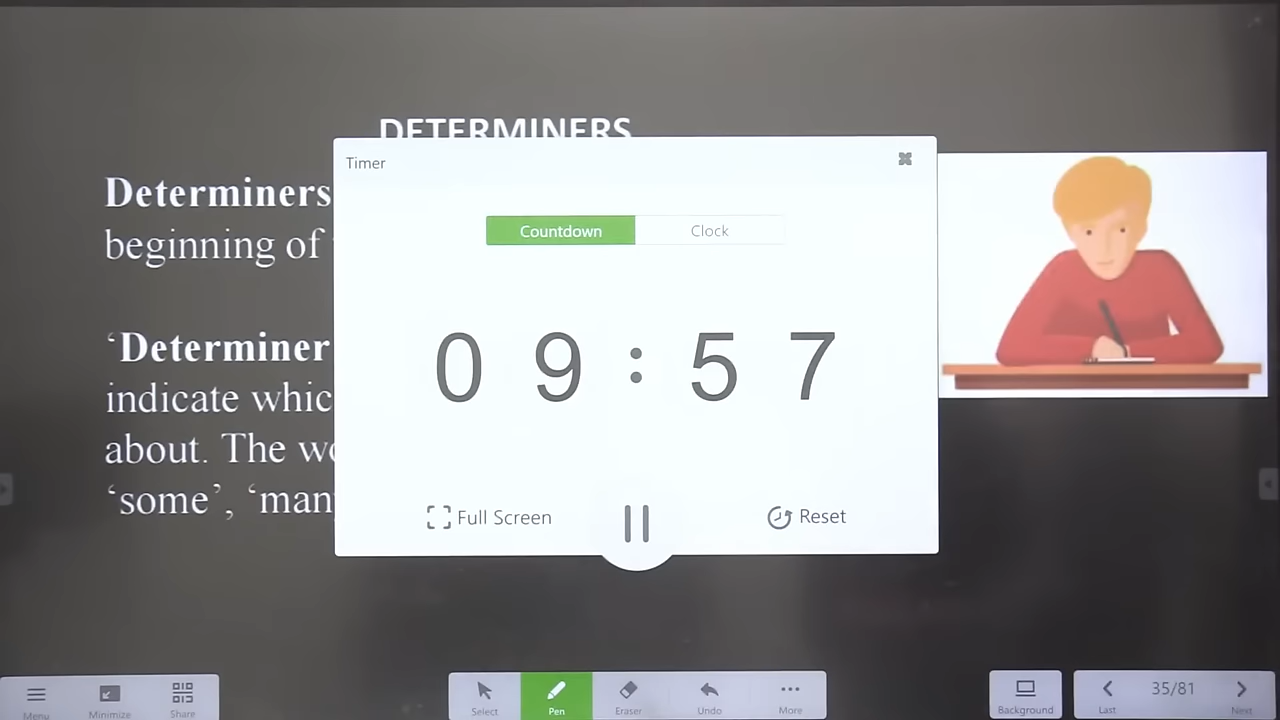 DETERMINERS
Determiners
beginning of
‘Determiner
indicate whic
about. The wo
‘some’, ‘man
Timer
Countdown
Clock
09:57
Full Screen
Reset
Menu
Minimize
Share
Select
Pen
Eraser
Undo
More
Background
Last
35/81
Next